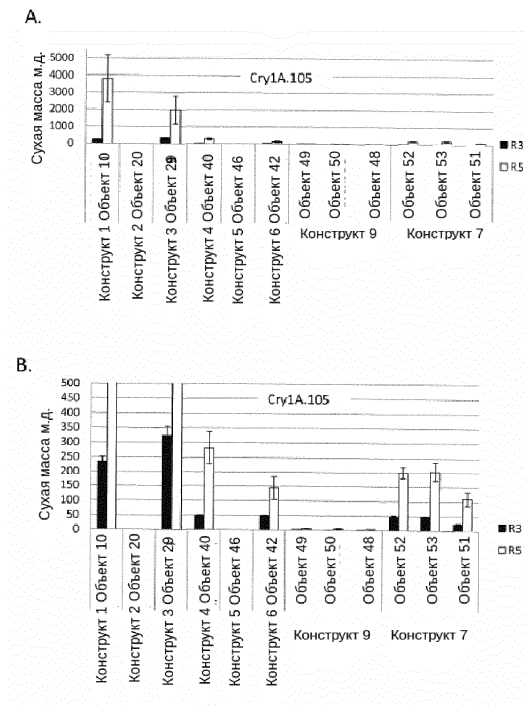 A.
Сухая масса м.д.
5000
4000
3000
2000
1000
0
Cry1A.105
R3
R5
Конструкт 1 Объект 10
Конструкт 2 Объект 20
Конструкт 3 Объект 29
Конструкт 4 Объект 40
Конструкт 5 Объект 46
Конструкт 6 Объект 42
Объект 49
Объект 50
Объект 48
Объект 52
Объект 53
Объект 51
Конструкт 9
Конструкт 7
B.
Сухая масса м.д.
500
450
400
350
300
250
200
150
100
50
0
Cry1A.105
R3
R5
Конструкт 1 Объект 10
Конструкт 2 Объект 20
Конструкт 3 Объект 29
Конструкт 4 Объект 40
Конструкт 5 Объект 46
Конструкт 6 Объект 42
Объект 49
Объект 50
Объект 48
Объект 52
Объект 53
Объект 51
Конструкт 9
Конструкт 7